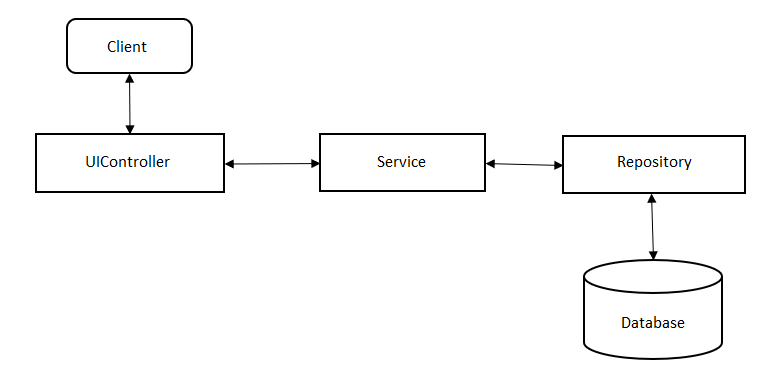 Client
UIController
Service
Repository
Database